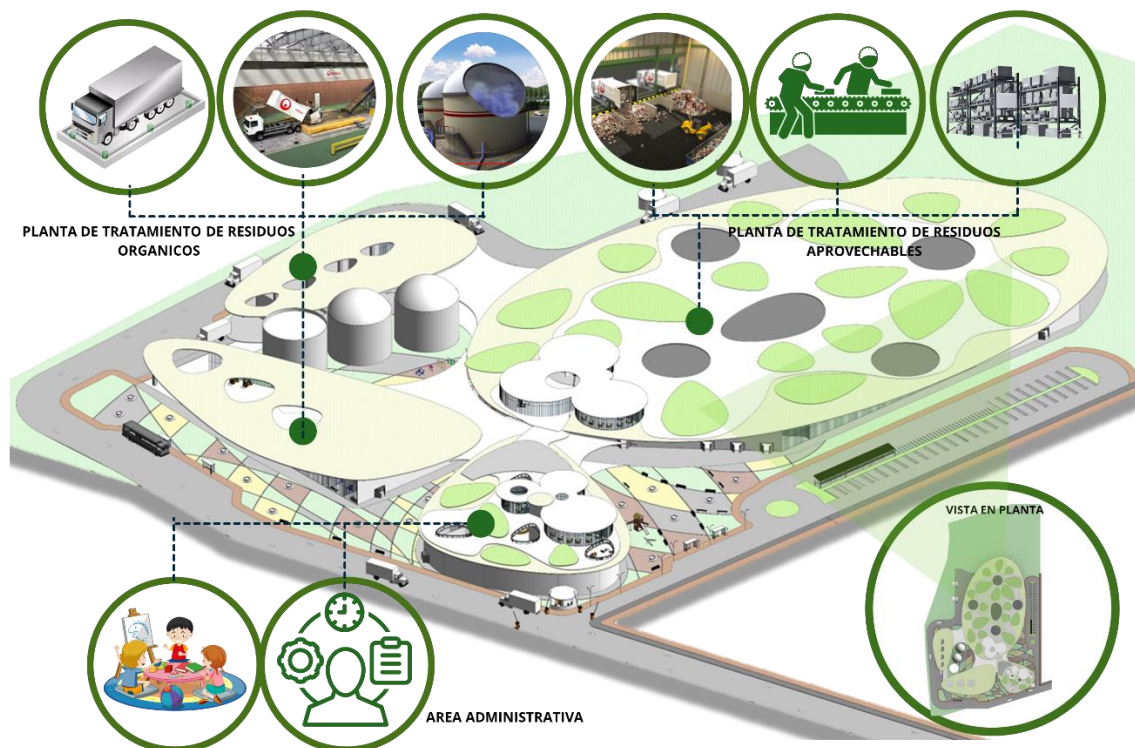 PLANTA DE TRATAMIENTO DE RESIDUOS
ORGANICOS
PLANTA DE TRATAMIENTO DE RESIDUOS
APROVECHABLES
VISTA EN PLANTA
AREA ADMINISTRATIVA